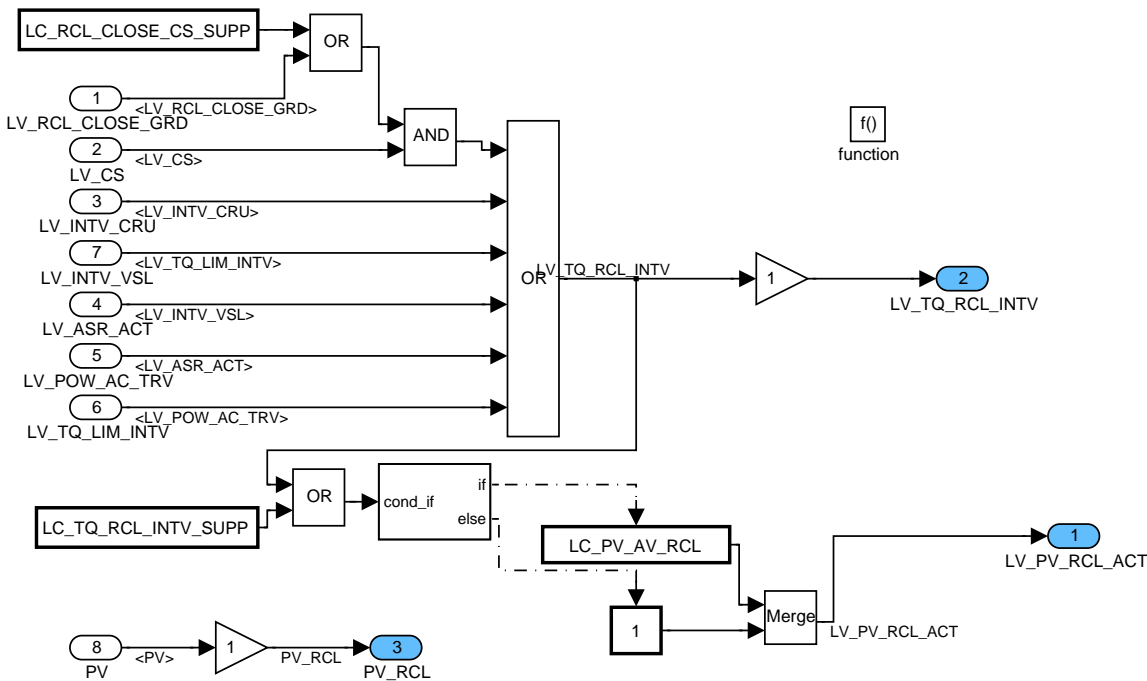 LC_RCL_CLOSE_CS_SUPP
OR
1
<LV_RCL_CLOSE_GRD>
LV_RCL_CLOSE_GRD
AND
f()
function
2
<LV_CS>
LV_CS
3
<LV_INTV_CRU>
LV_INTV_CRU
7
<LV_TQ_LIM_INTV>
LV_INTV_VSL
OR
LV_TQ_RCL_INTV
1
2
LV_TQ_RCL_INTV
4
<LV_INTV_VSL>
LV_ASR_ACT
5
<LV_ASR_ACT>
LV_POW_AC_TRV
6
<LV_POW_AC_TRV>
LV_TQ_LIM_INTV
OR
cond_if
if
else
LC_TQ_RCL_INTV_SUPP
LC_PV_AV_RCL
1
LV_PV_RCL_ACT
1
Merge
LV_PV_RCL_ACT
8
<PV>
PV
1
PV_RCL
3
PV_RCL